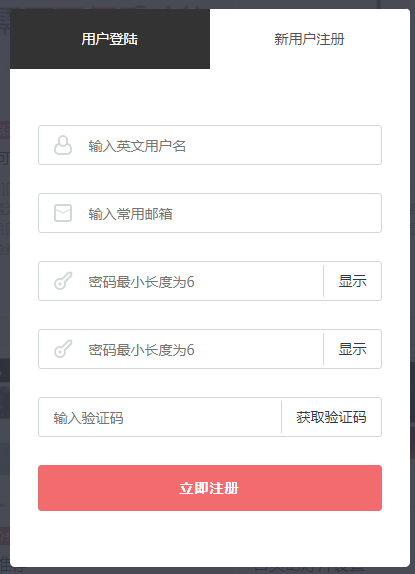 用户登陆
新用户注册
输入英文用户名
输入常用邮箱
密码最小长度为6
显示
密码最小长度为6
显示
输入验证码
获取验证码
立即注册